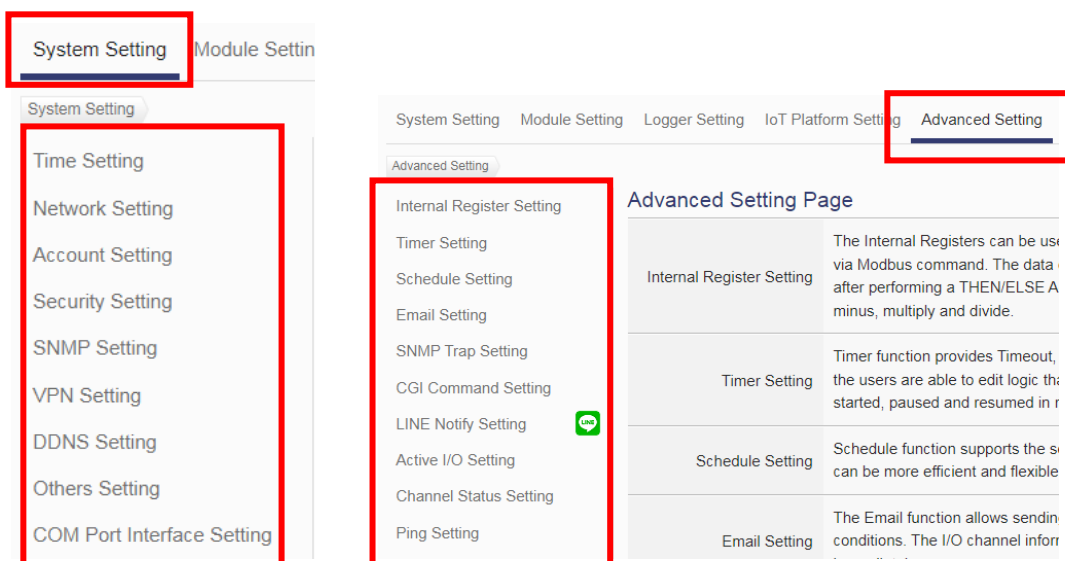 System Setting
Module Settin
System Setting
Time Setting
Network Setting
Account Setting
Security Setting
SNMP Setting
VPN Setting
DDNS Setting
Others Setting
COM Port Interface Setting
System Setting Module Setting Logger Setting IoT Platform Setting Advanced Setting
Advanced Setting
Internal Register Setting
Timer Setting
Schedule Setting
Email Setting
SNMP Trap Setting
CGI Command Setting
LINE Notify Setting
LINE
Active I/O Setting
Channel Status Setting
Ping Setting
Advanced Setting Page
Internal Register Setting
The Internal Registers can be use
via Modbus command. The data
after performing a THEN/ELSE A
minus, multiply and divide.
Timer Setting
Timer function provides Timeout,
the users are able to edit logic tha
started, paused and resumed in
Schedule Setting
Schedule function supports the
can be more efficient and flexible
Email Setting
The Email function allows sending
conditions. The I/O channel infor